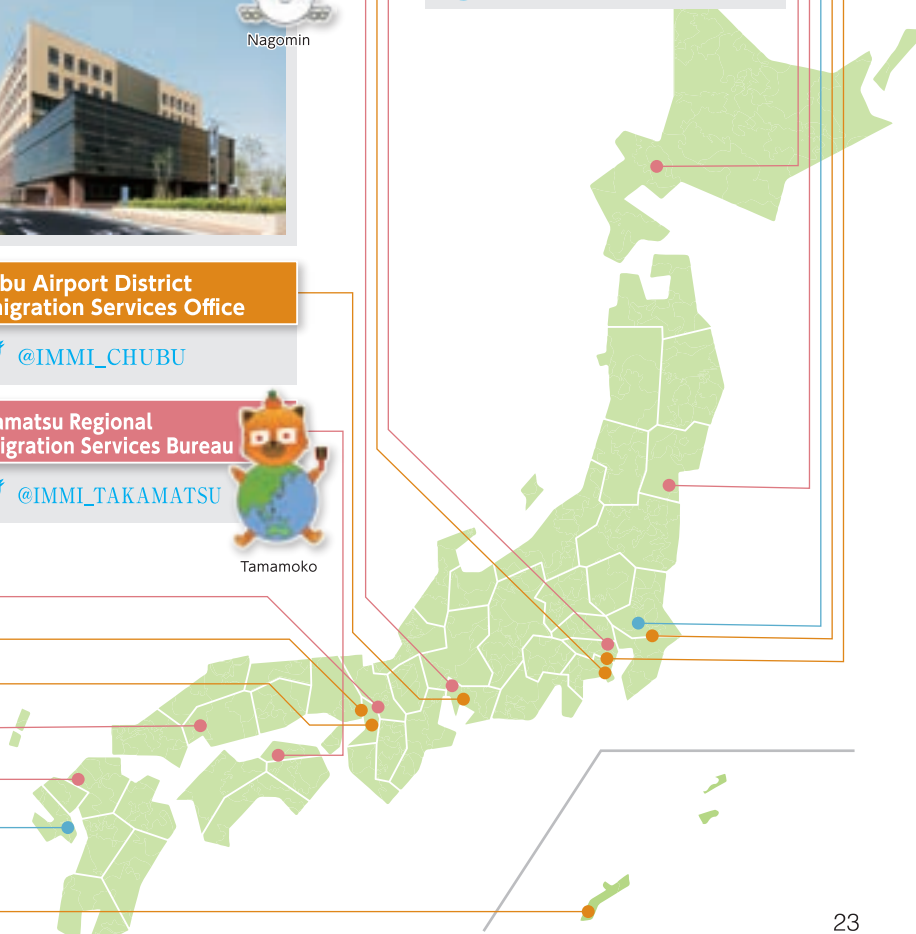 Nagomin
bu Airport District
igration Services Office
@IMMI_CHUBU
amatsu Regional
igration Services Bureau
@IMMI_TAKAMATSU
Tamamoko
23